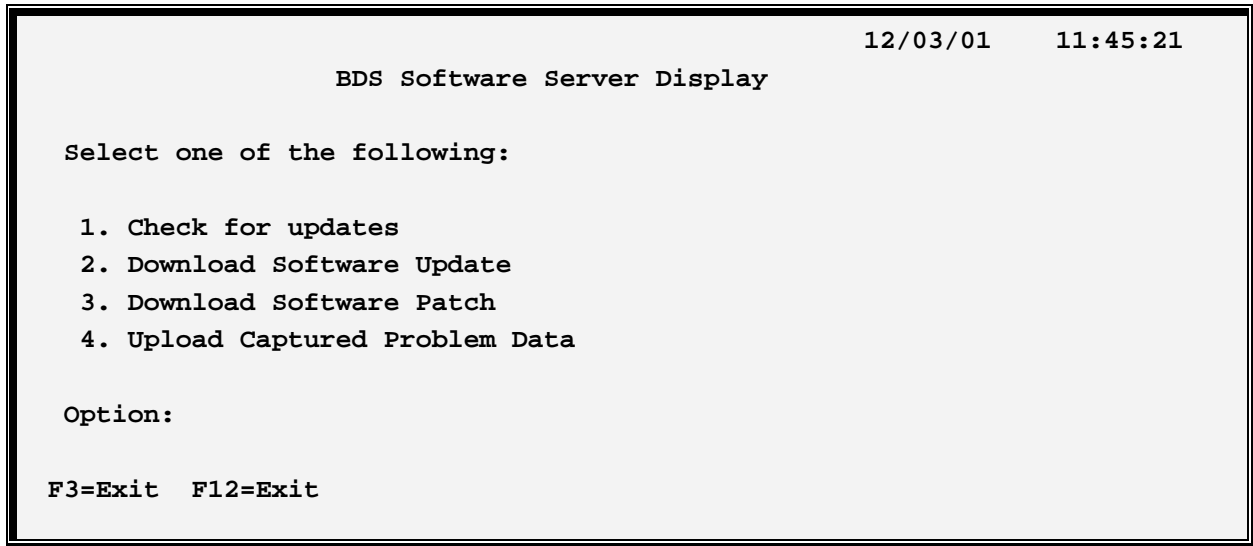 12/03/01 11:45:21
BDS Software Server Display
Select one of the following:
1. Check for updates
2. Download Software Update
3. Download Software Patch
4. Upload Captured Problem Data
Option:
F3=Exit F12=Exit